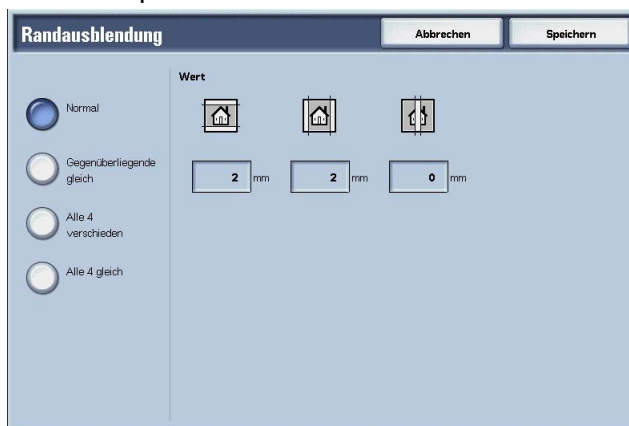 Randausblendung
Abbrechen
Speichern
Wert
Normal
Gegenüberliegende
gleich
Alle 4
verschieden
Alle 4 gleich
2 mm
2 mm
0 mm